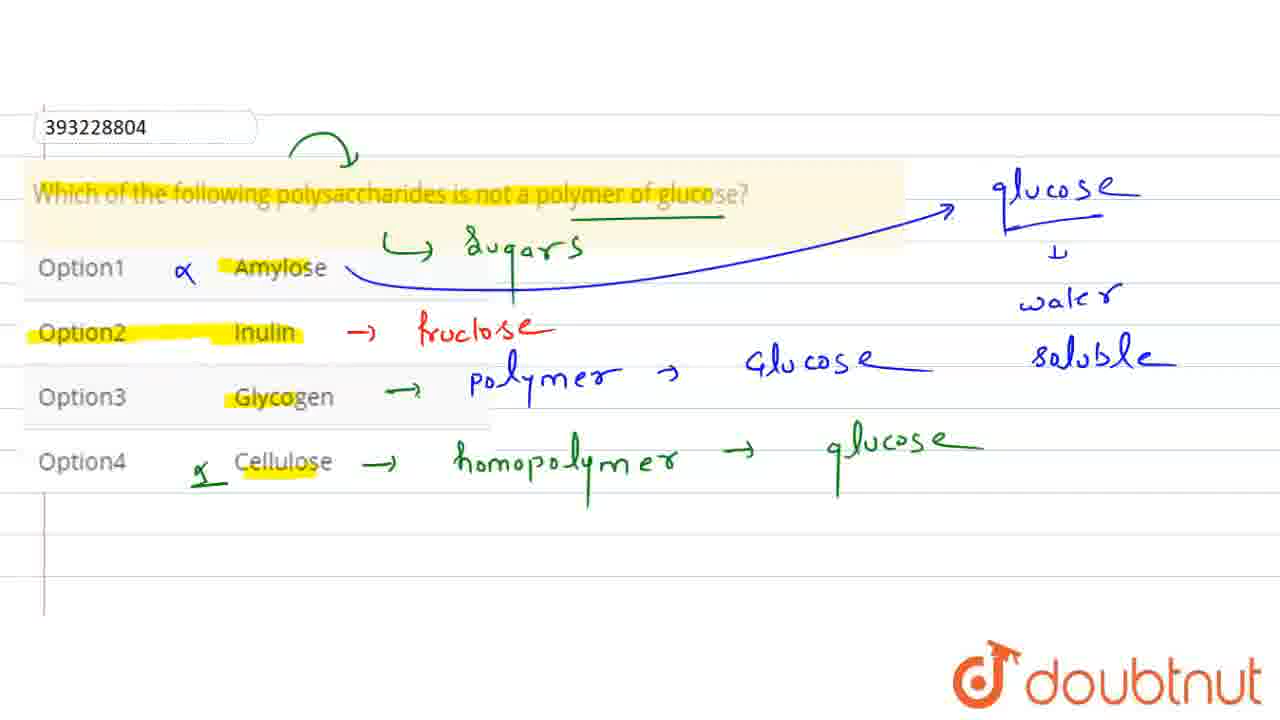 393228804
Which of the following polysaccharides is not a polymer of glucose?
glucose
↳ Sugars
Option1 ∝ Amylose
↓
water
soluble
Option2 Inulin → fructose
Option3 Glycogen → polymer → Glucose
Option4 Cellulose → homopolymer → glucose
doubtnut